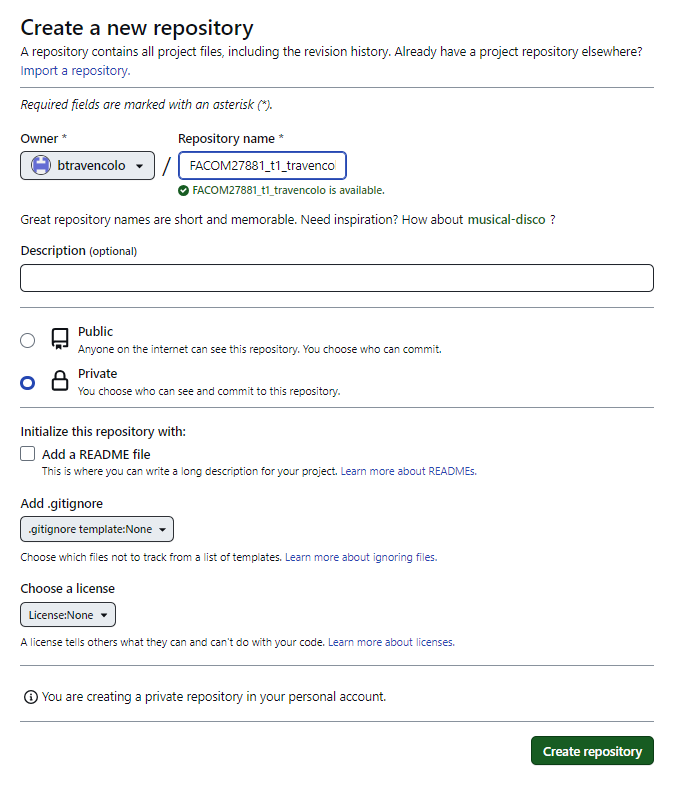 Create a new repository
A repository contains all project files, including the revision history. Already have a project repository elsewhere?
Import a repository.
Required fields are marked with an asterisk (*).
Owner * Repository name *
btravencolo / FACOM27881_t1_travenco
FACOM27881_t1_travencolo is available.
Great repository names are short and memorable. Need inspiration? How about musical-disco ?
Description (optional)
Public
Anyone on the internet can see this repository. You choose who can commit.
Private
You choose who can see and commit to this repository.
Initialize this repository with:
Add a README file
This is where you can write a long description for your project. Learn more about READMEs.
Add .gitignore
.gitignore template:None
Choose which files not to track from a list of templates. Learn more about ignoring files.
Choose a license
License:None
A license tells others what they can and can't do with your code. Learn more about licenses.
You are creating a private repository in your personal account.
Create repository